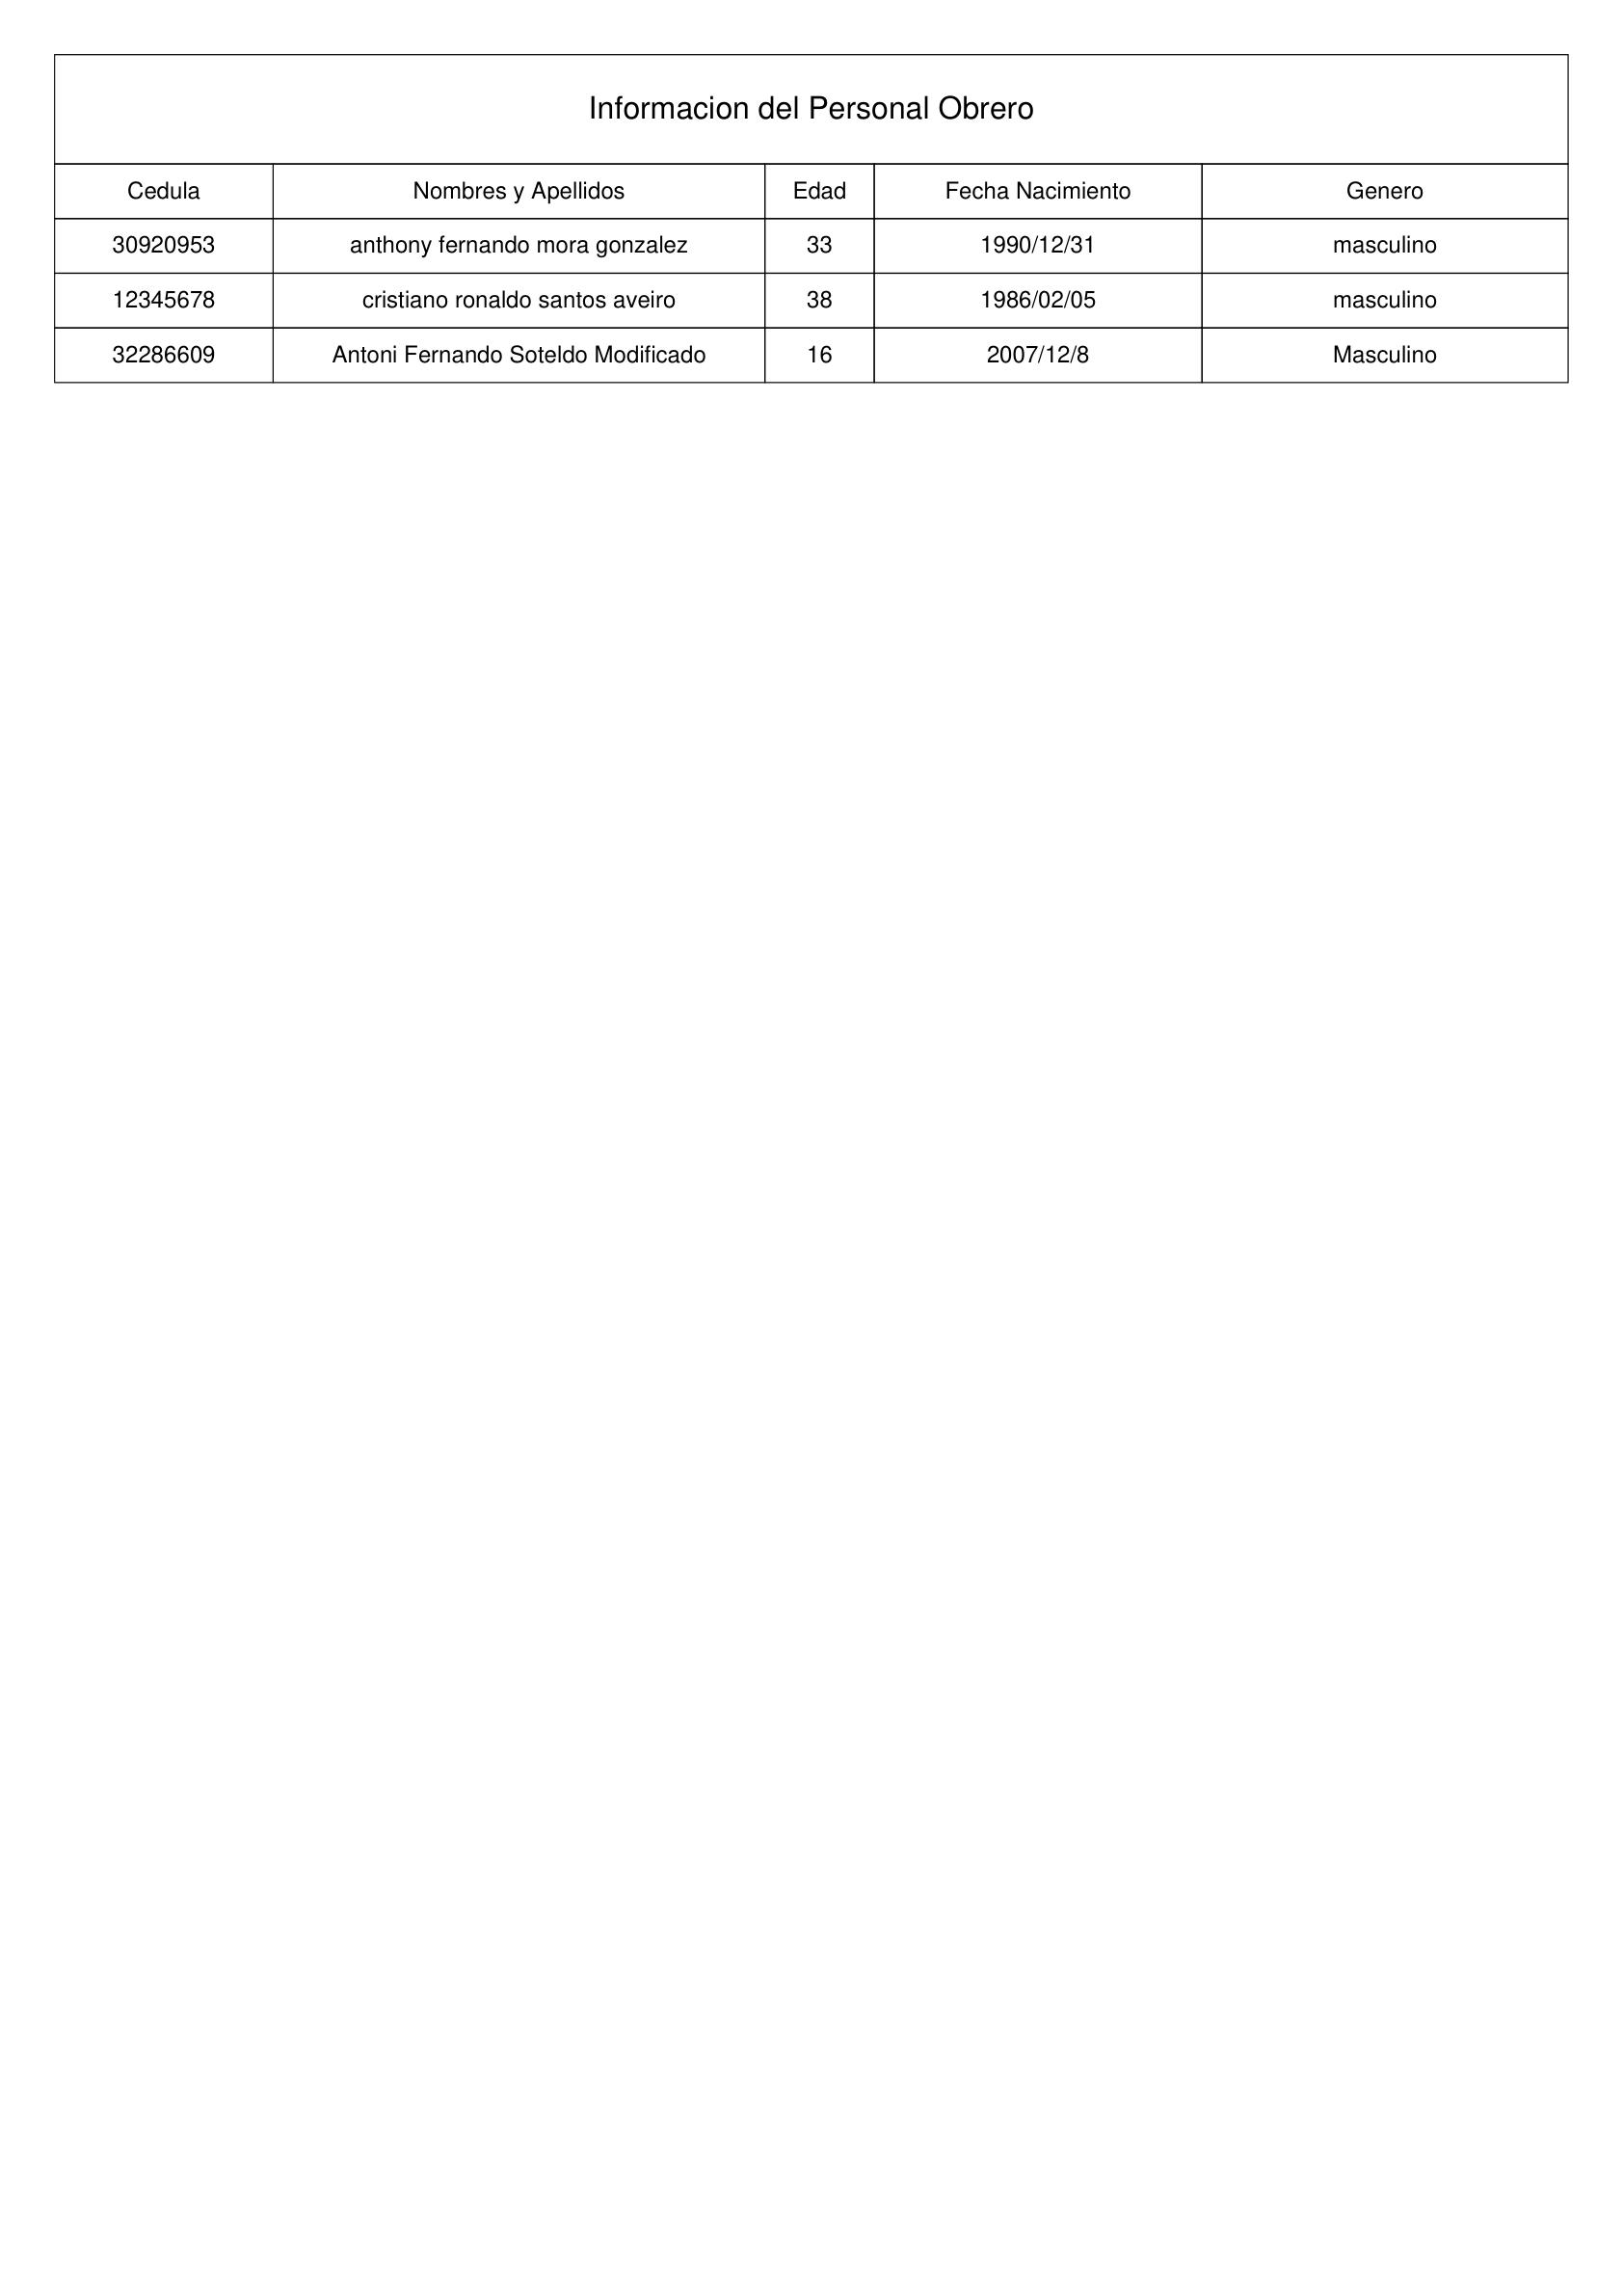 Informacion del Personal Obrero
Cedula Nombres y Apellidos Edad Fecha Nacimiento Genero
30920953 anthony fernando mora gonzalez 33 1990/12/31 masculino
12345678 cristiano ronaldo santos aveiro 38 1986/02/05 masculino
32286609 Antoni Fernando Soteldo Modificado 16 2007/12/8 Masculino